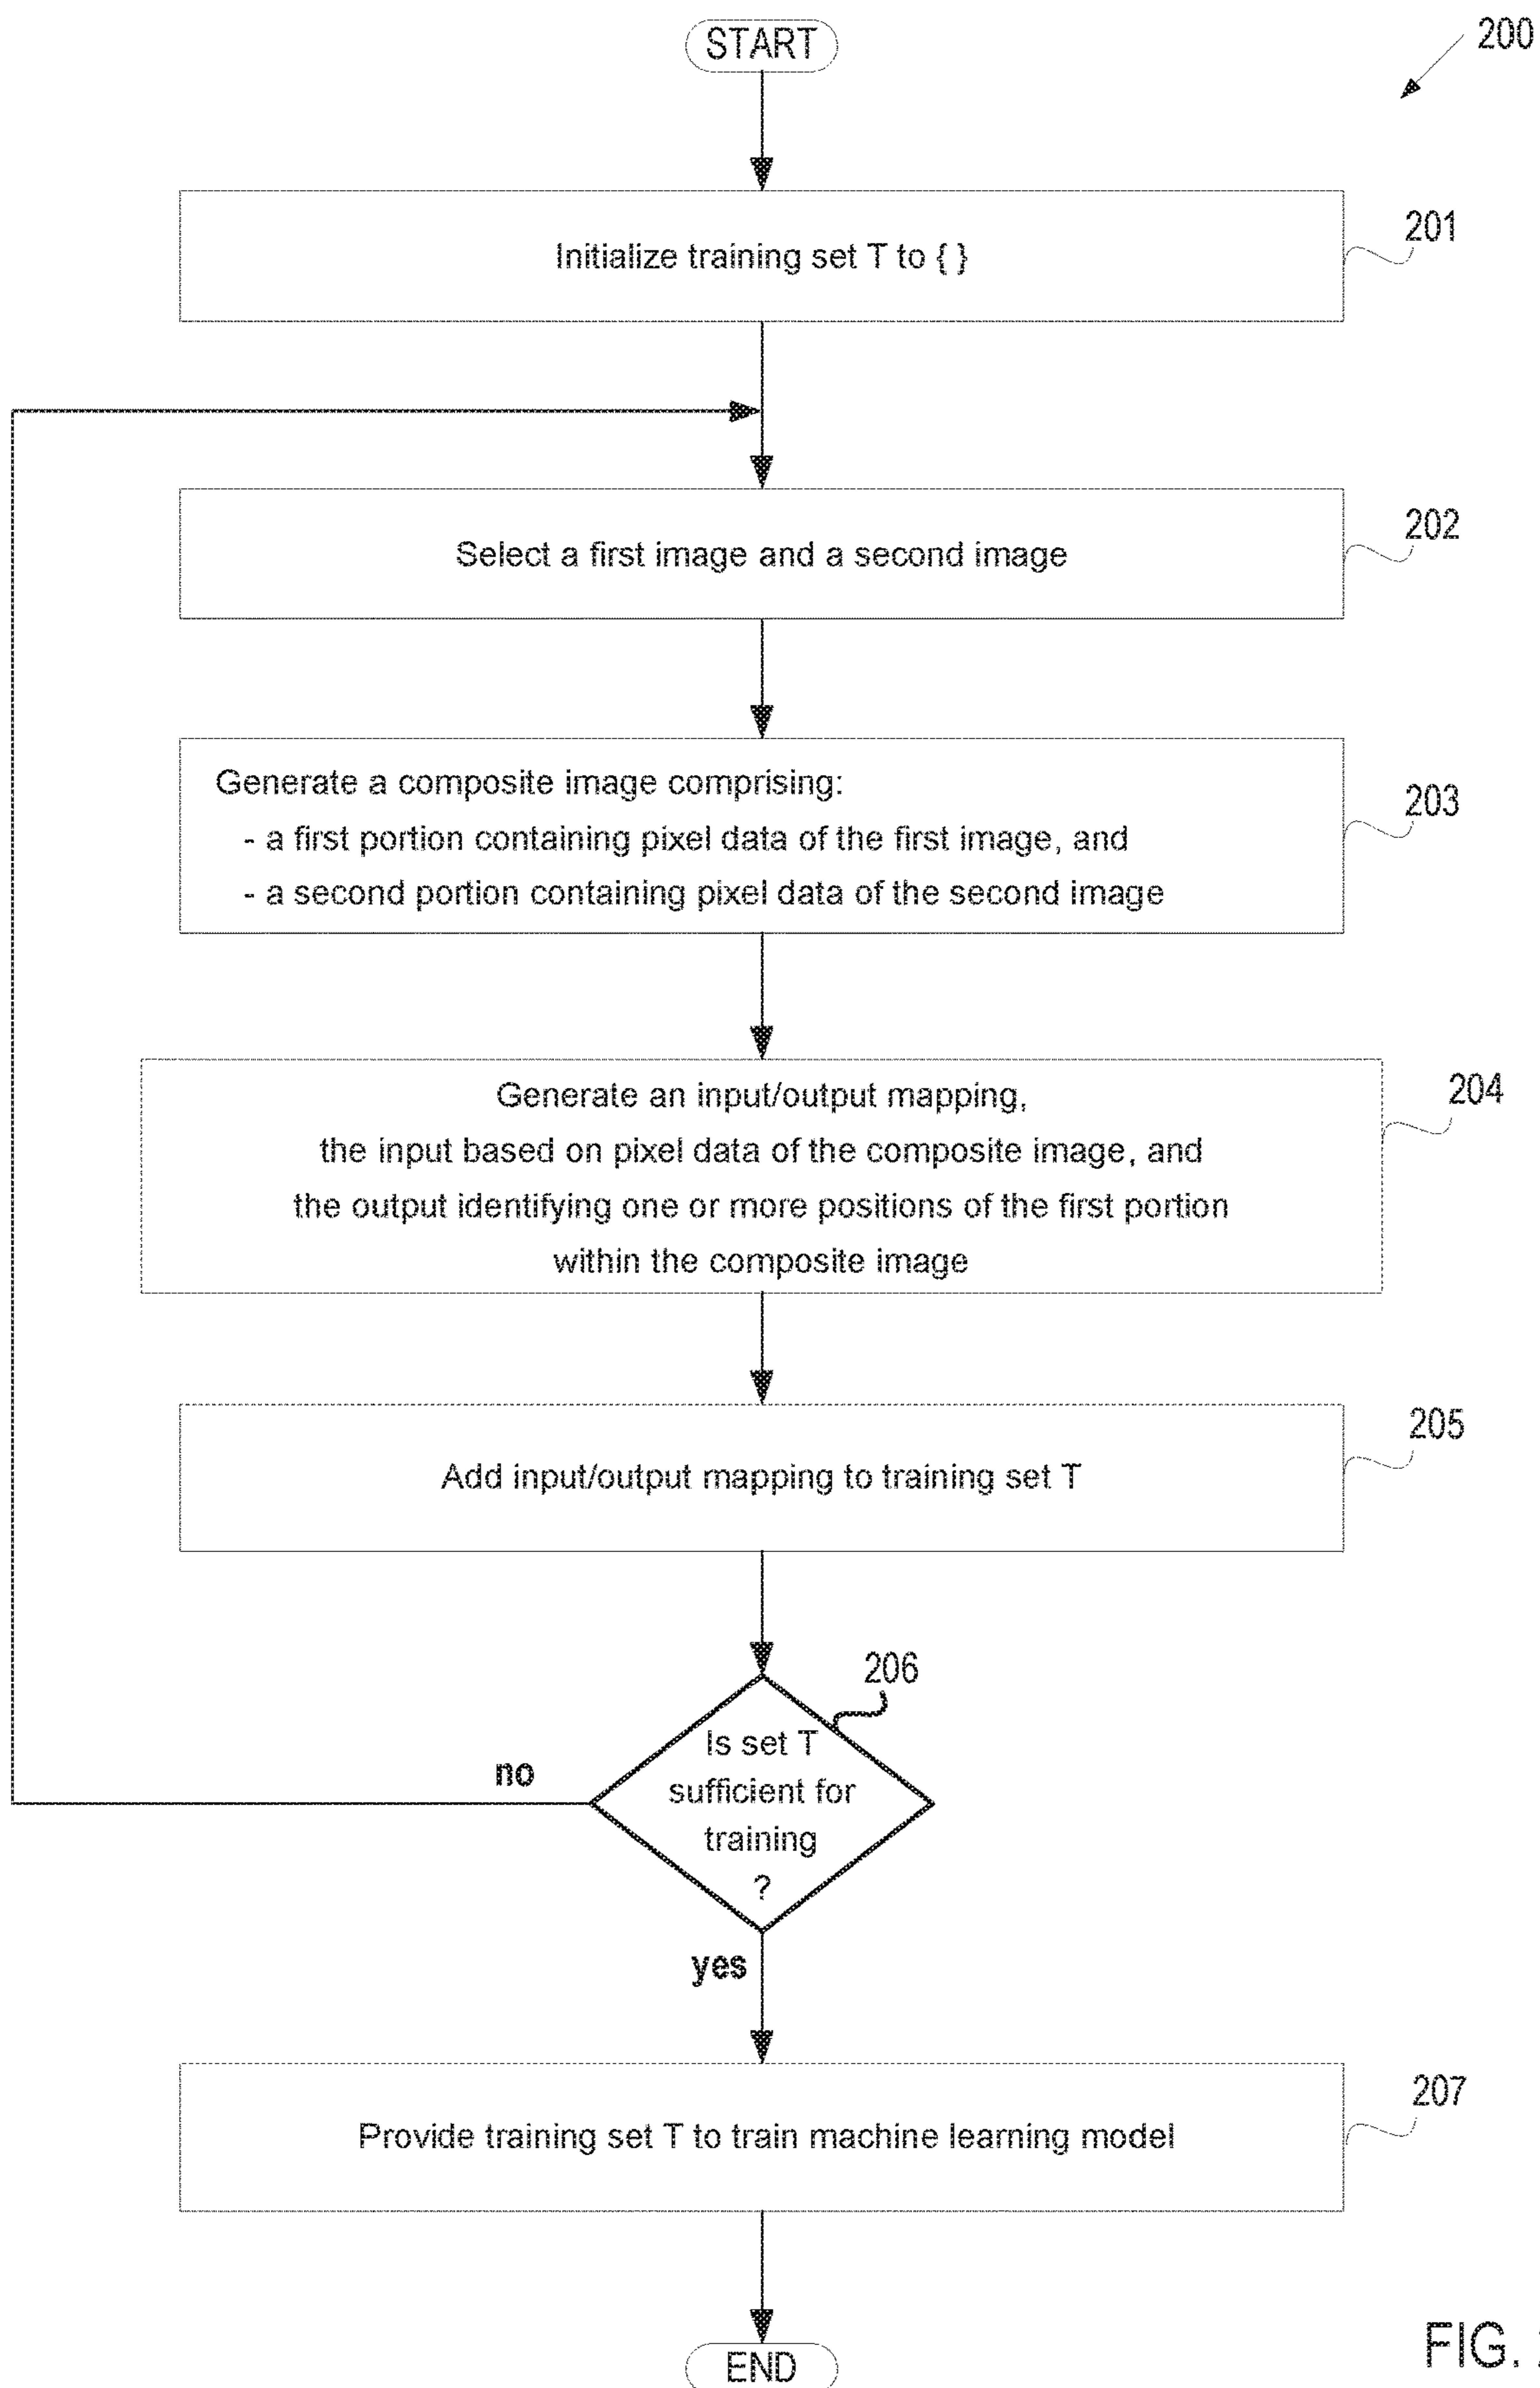 START
200
Initialize training set T to { }
201
Select a first image and a second image
202
Generate a composite image comprising:
- a first portion containing pixel data of the first image, and
- a second portion containing pixel data of the second image
203
Generate an input/output mapping,
the input based on pixel data of the composite image, and
the output identifying one or more positions of the first portion
within the composite image
204
Add input/output mapping to training set T
205
206
Is set T
sufficient for
training
?
no
yes
Provide training set T to train machine learning model
207
END
FIG.